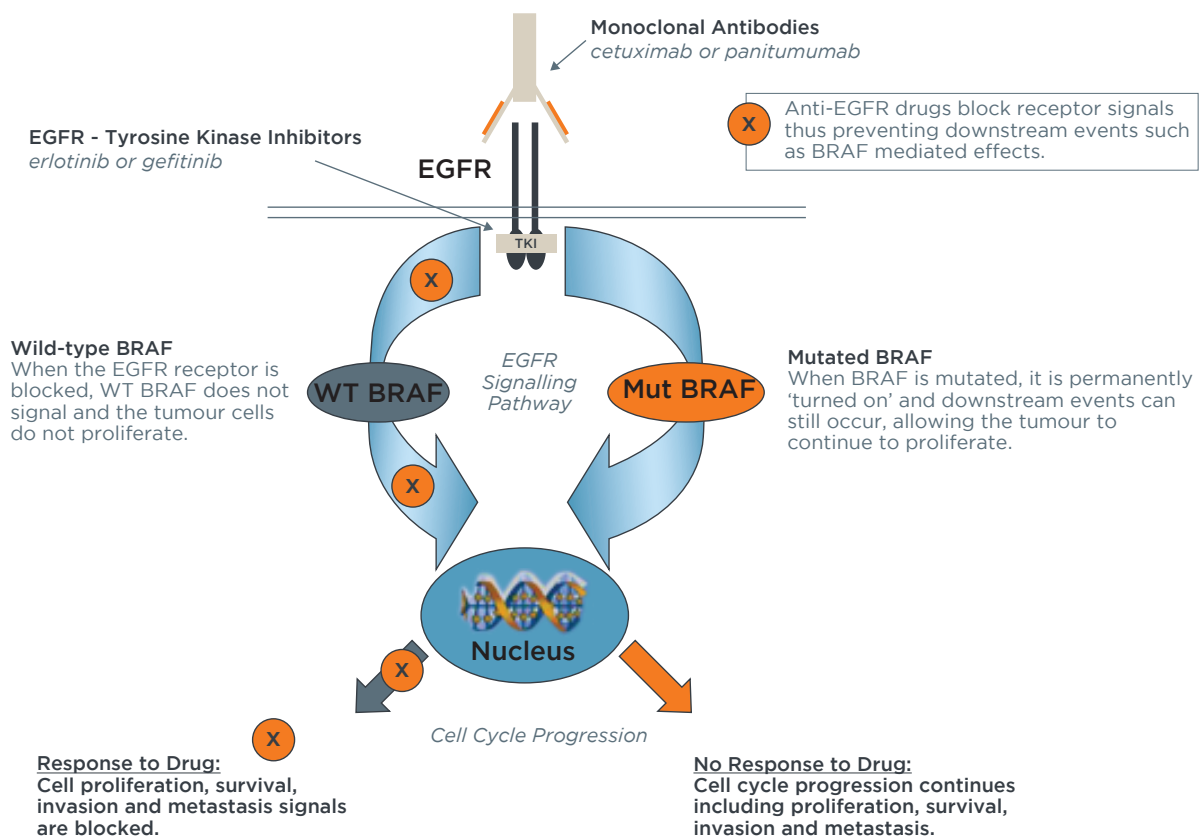 Monoclonal Antibodies
cetuximab or panitumumab
X
Anti-EGFR drugs block receptor signals
thus preventing downstream events such
as BRAF mediated effects.
EGFR - Tyrosine Kinase Inhibitors
erlotinib or gefitinib
EGFR
TKI
X
Wild-type BRAF
When the EGFR receptor is
blocked, WT BRAF does not
signal and the tumour cells
do not proliferate.
WT BRAF
EGFR
Signalling
Pathway
Mut BRAF
Mutated BRAF
When BRAF is mutated, it is permanently
‘turned on’ and downstream events can
still occur, allowing the tumour to
continue to proliferate.
X
Nucleus
X
X
Cell Cycle Progression
Response to Drug:
Cell proliferation, survival,
invasion and metastasis signals
are blocked.
No Response to Drug:
Cell cycle progression continues
including proliferation, survival,
invasion and metastasis.